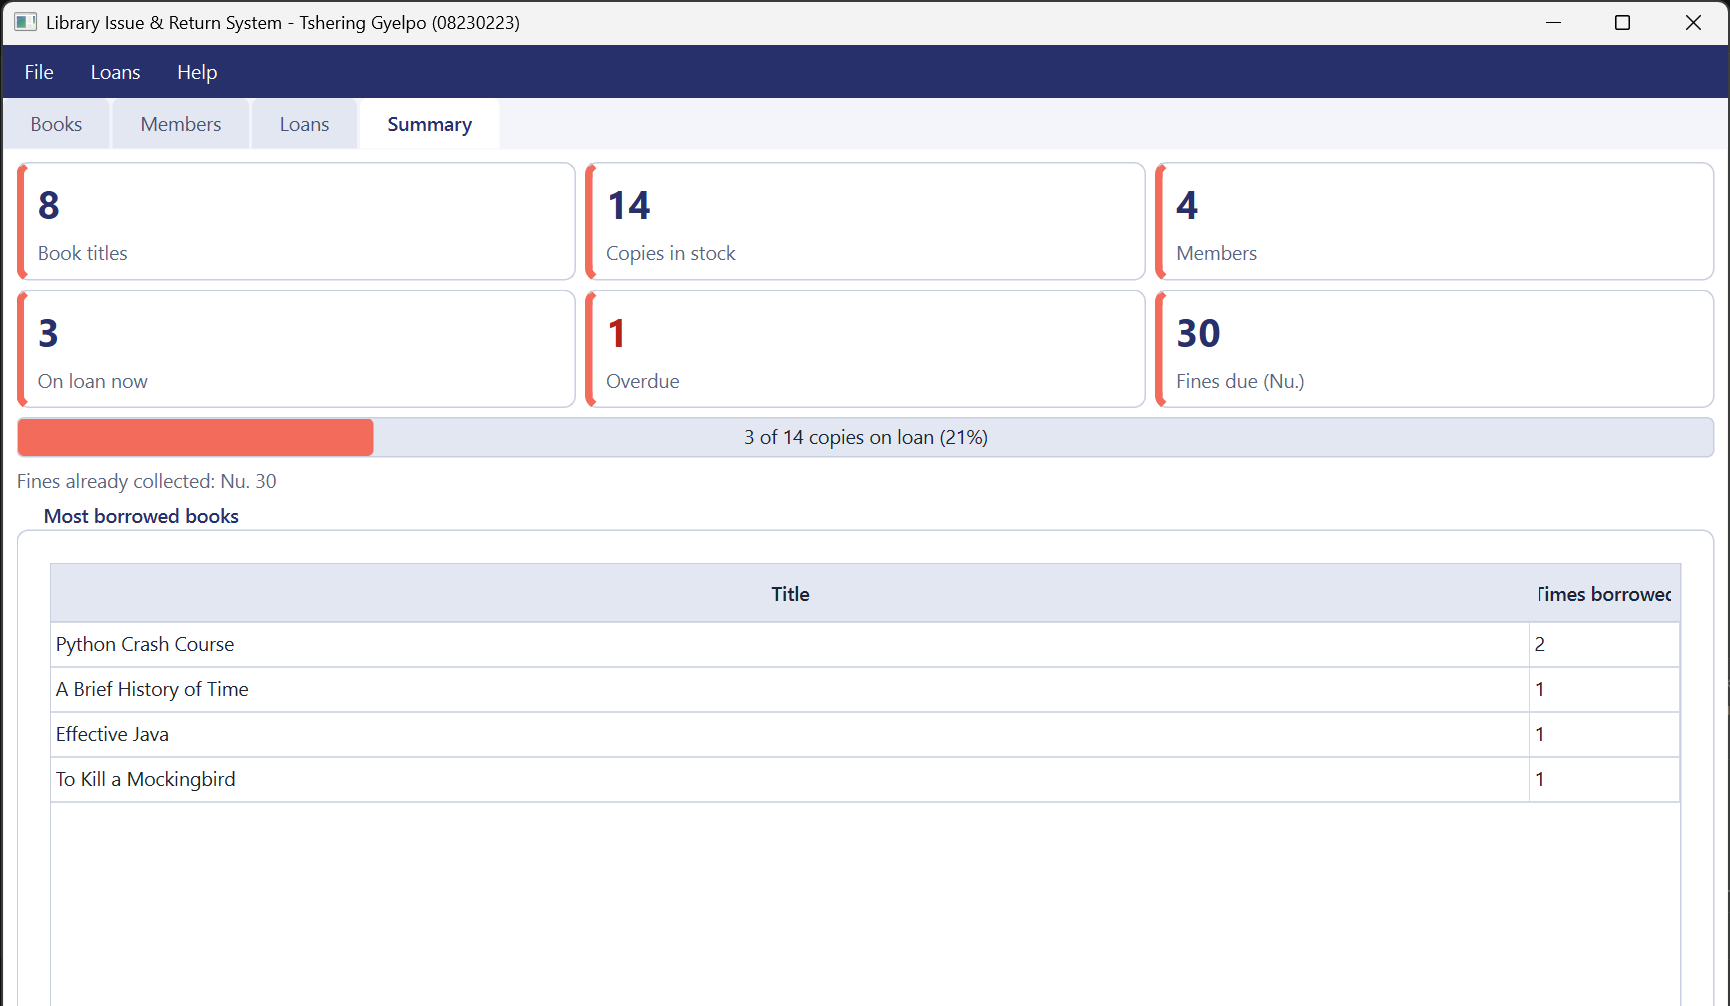 Library Issue & Return System - Tshering Gyelpo (08230223)
File Loans Help
Books Members Loans Summary
8 14 4
Book titles Copies in stock Members
3 1 30
On loan now Overdue Fines due (Nu.)
3 of 14 copies on loan (21%)
Fines already collected: Nu. 30
Most borrowed books
Title Times borrowed
Python Crash Course 2
A Brief History of Time 1
Effective Java 1
To Kill a Mockingbird 1